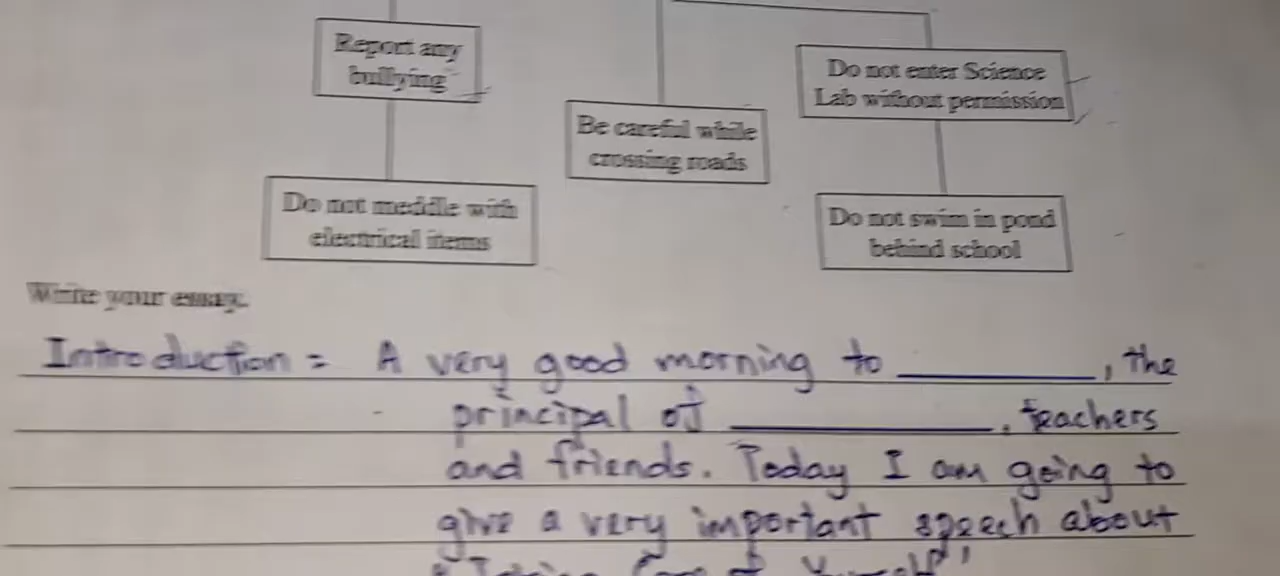 Report any
bullying
Do not enter Science
Lab without permission
Be careful while
crossing roads
Do not meddle with
electrical items
Do not swim in pond
behind school
Write your essay.
Introduction = A very good morning to ________, the
principal of __________, teachers
and friends. Today I am going to
give a very important speech about